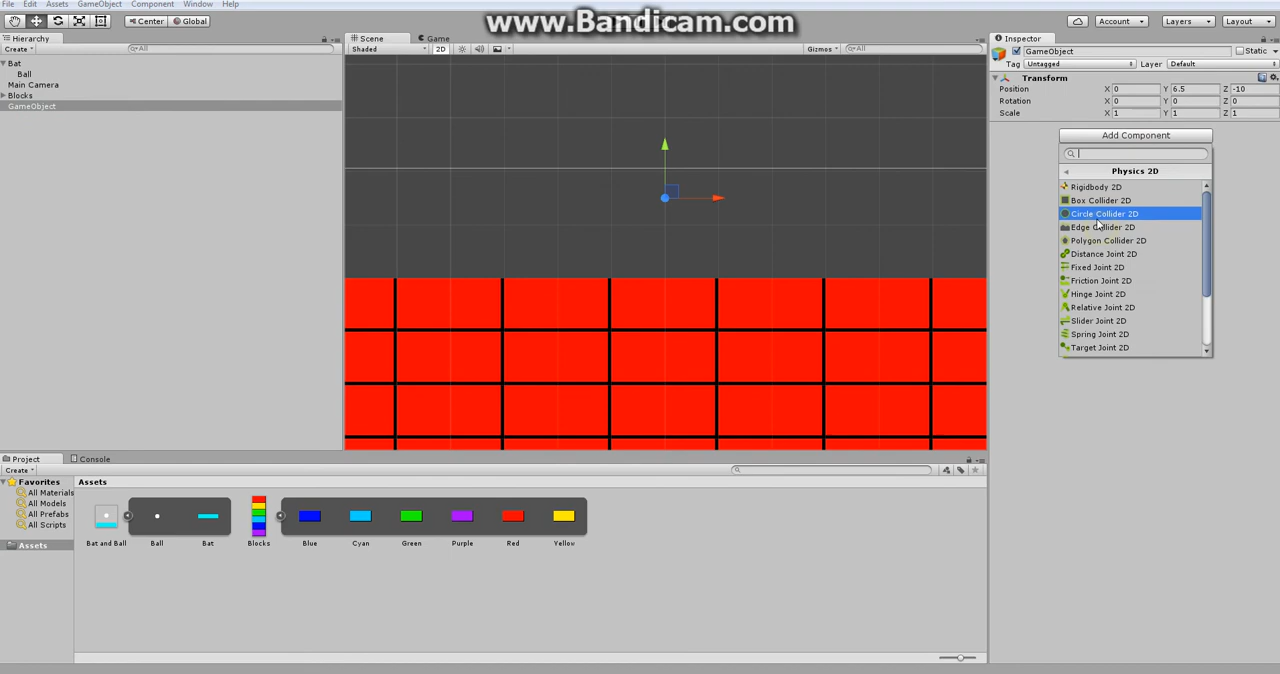 www.Bandicam.com
File Edit Assets GameObject Component Window Help
Center Global Account Layers Layout
Hierarchy
Create All
Bat
Ball
Main Camera
Blocks
GameObject
Scene Game
Shaded 2D Gizmos All
Inspector
GameObject Static
Tag Untagged Layer Default
Transform
Position X 0 Y 6.5 Z -10
Rotation X 0 Y 0 Z 0
Scale X 1 Y 1 Z 1
Add Component
Physics 2D
Rigidbody 2D
Box Collider 2D
Circle Collider 2D
Edge Collider 2D
Polygon Collider 2D
Distance Joint 2D
Fixed Joint 2D
Friction Joint 2D
Hinge Joint 2D
Relative Joint 2D
Slider Joint 2D
Spring Joint 2D
Target Joint 2D
Project Console
Create
Favorites
All Materials
All Models
All Prefabs
All Scripts
Assets
Assets
Bat and Ball Ball Bat Blocks Blue Cyan Green Purple Red Yellow